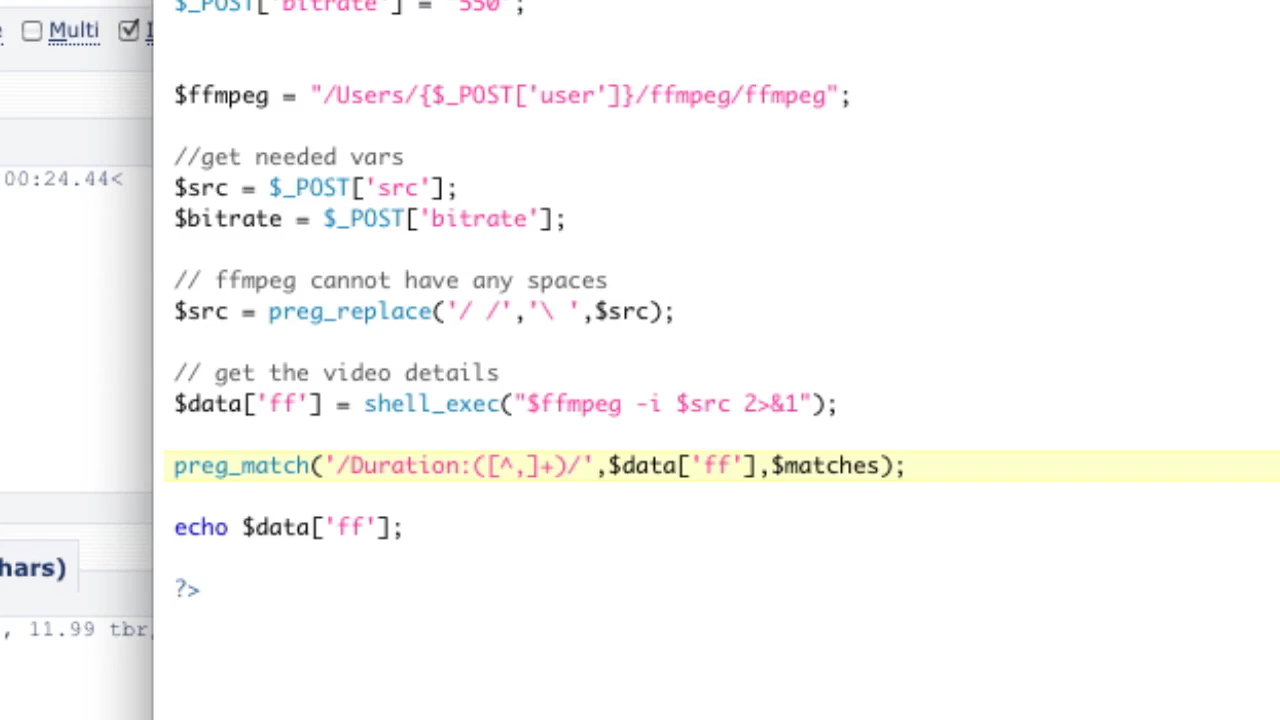 $_POST['bitrate'] = "550";
Multi
$ffmpeg = "/Users/{$_POST['user']}/ffmpeg/ffmpeg";
//get needed vars
00:24.44<
$src = $_POST['src'];
$bitrate = $_POST['bitrate'];
// ffmpeg cannot have any spaces
$src = preg_replace('/ /','\ ',$src);
// get the video details
$data['ff'] = shell_exec("$ffmpeg -i $src 2>&1");
preg_match('/Duration:([^,]+)/',$data['ff'],$matches);
echo $data['ff'];
hars)
?>
, 11.99 tbr,